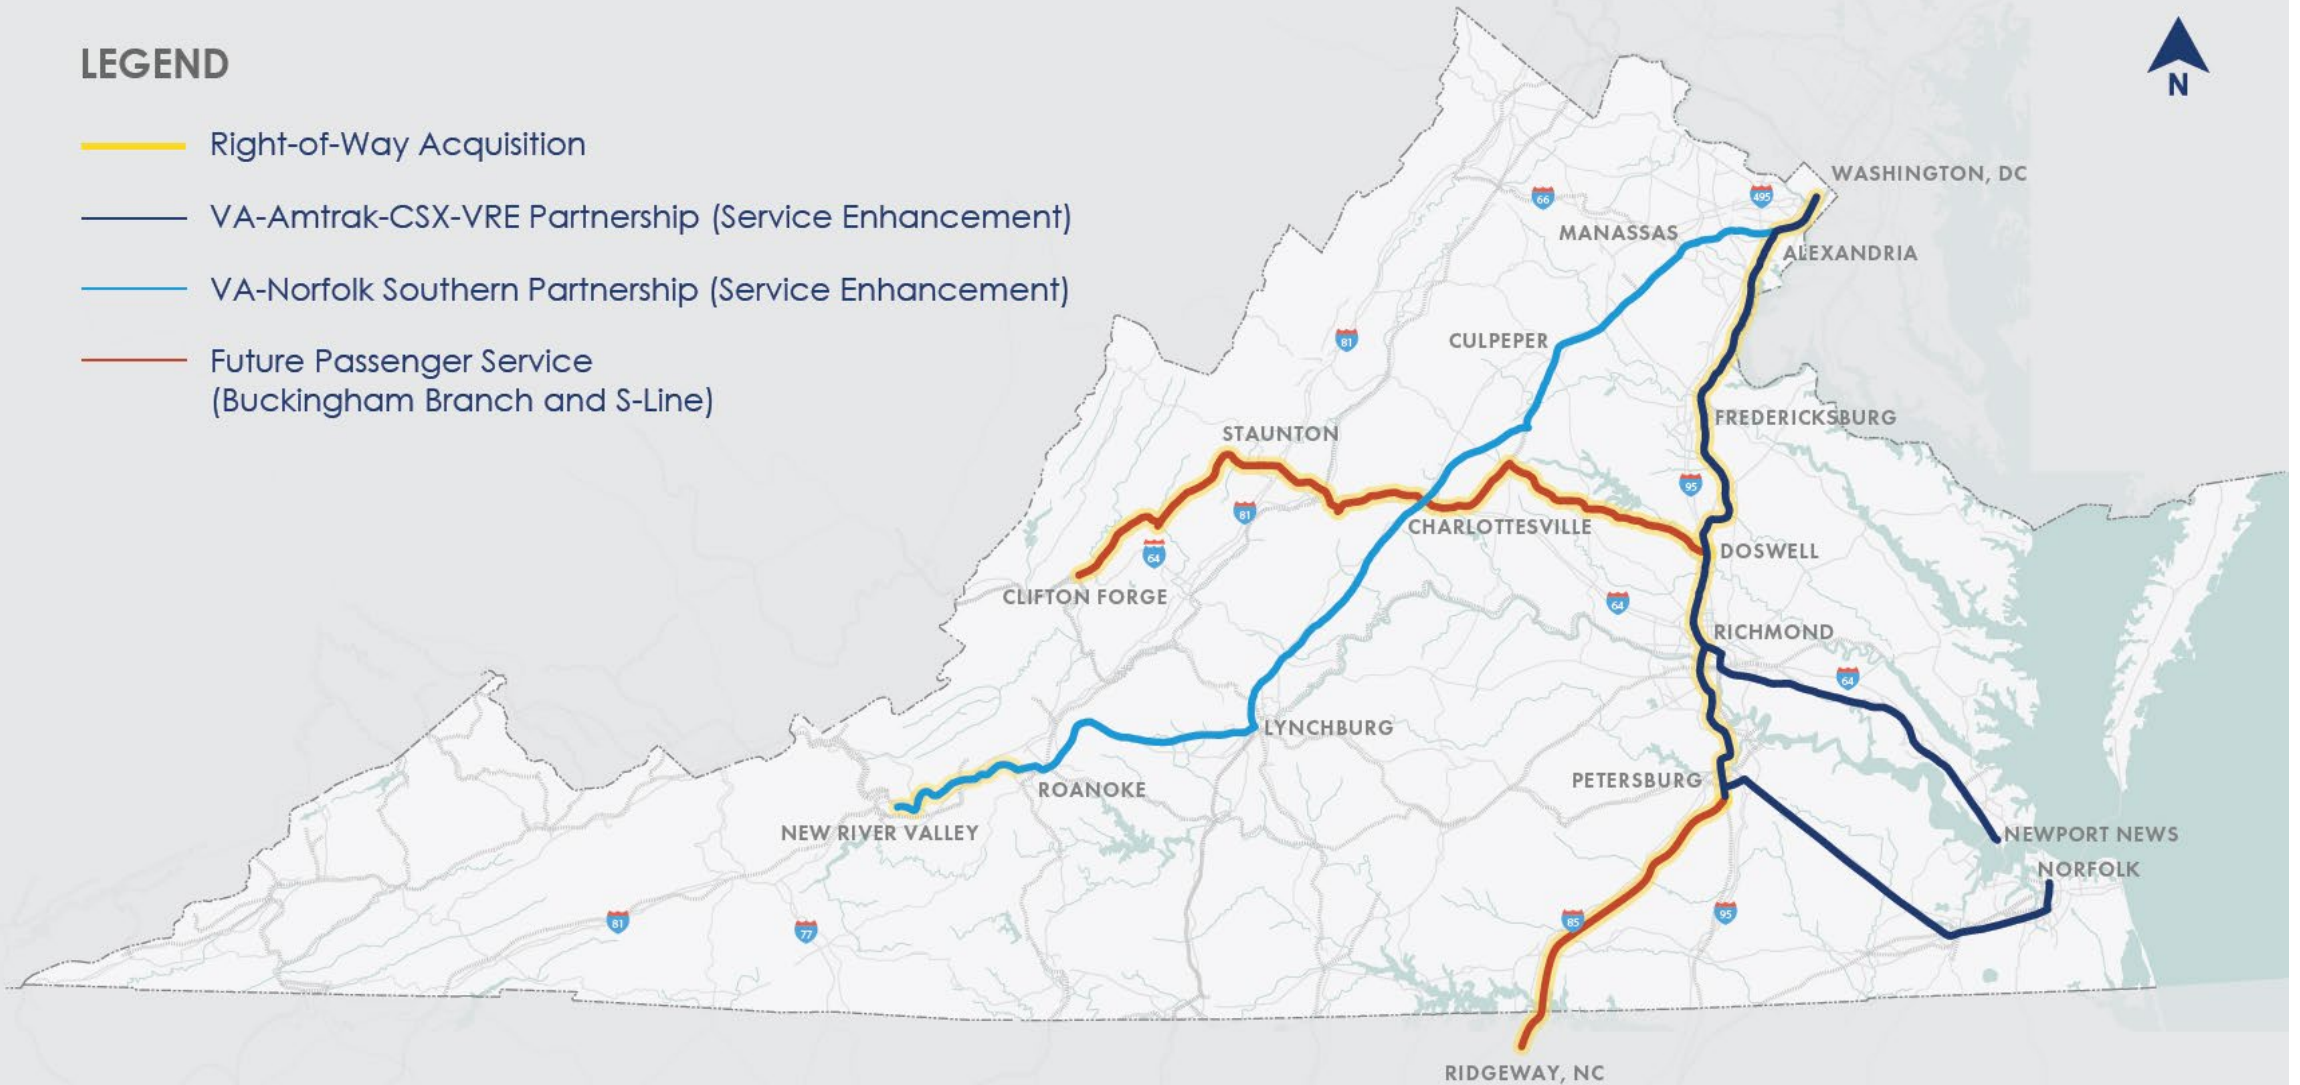 LEGEND
Right-of-Way Acquisition
VA-Amtrak-CSX-VRE Partnership (Service Enhancement)
VA-Norfolk Southern Partnership (Service Enhancement)
Future Passenger Service
(Buckingham Branch and S-Line)
N
WASHINGTON, DC
495
66
MANASSAS
ALEXANDRIA
81
CULPEPER
FREDERICKSBURG
STAUNTON
95
81
CHARLOTTESVILLE
DOSWELL
64
CLIFTON FORGE
64
RICHMOND
64
LYNCHBURG
PETERSBURG
ROANOKE
NEW RIVER VALLEY
NEWPORT NEWS
NORFOLK
81
77
85
95
RIDGEWAY, NC